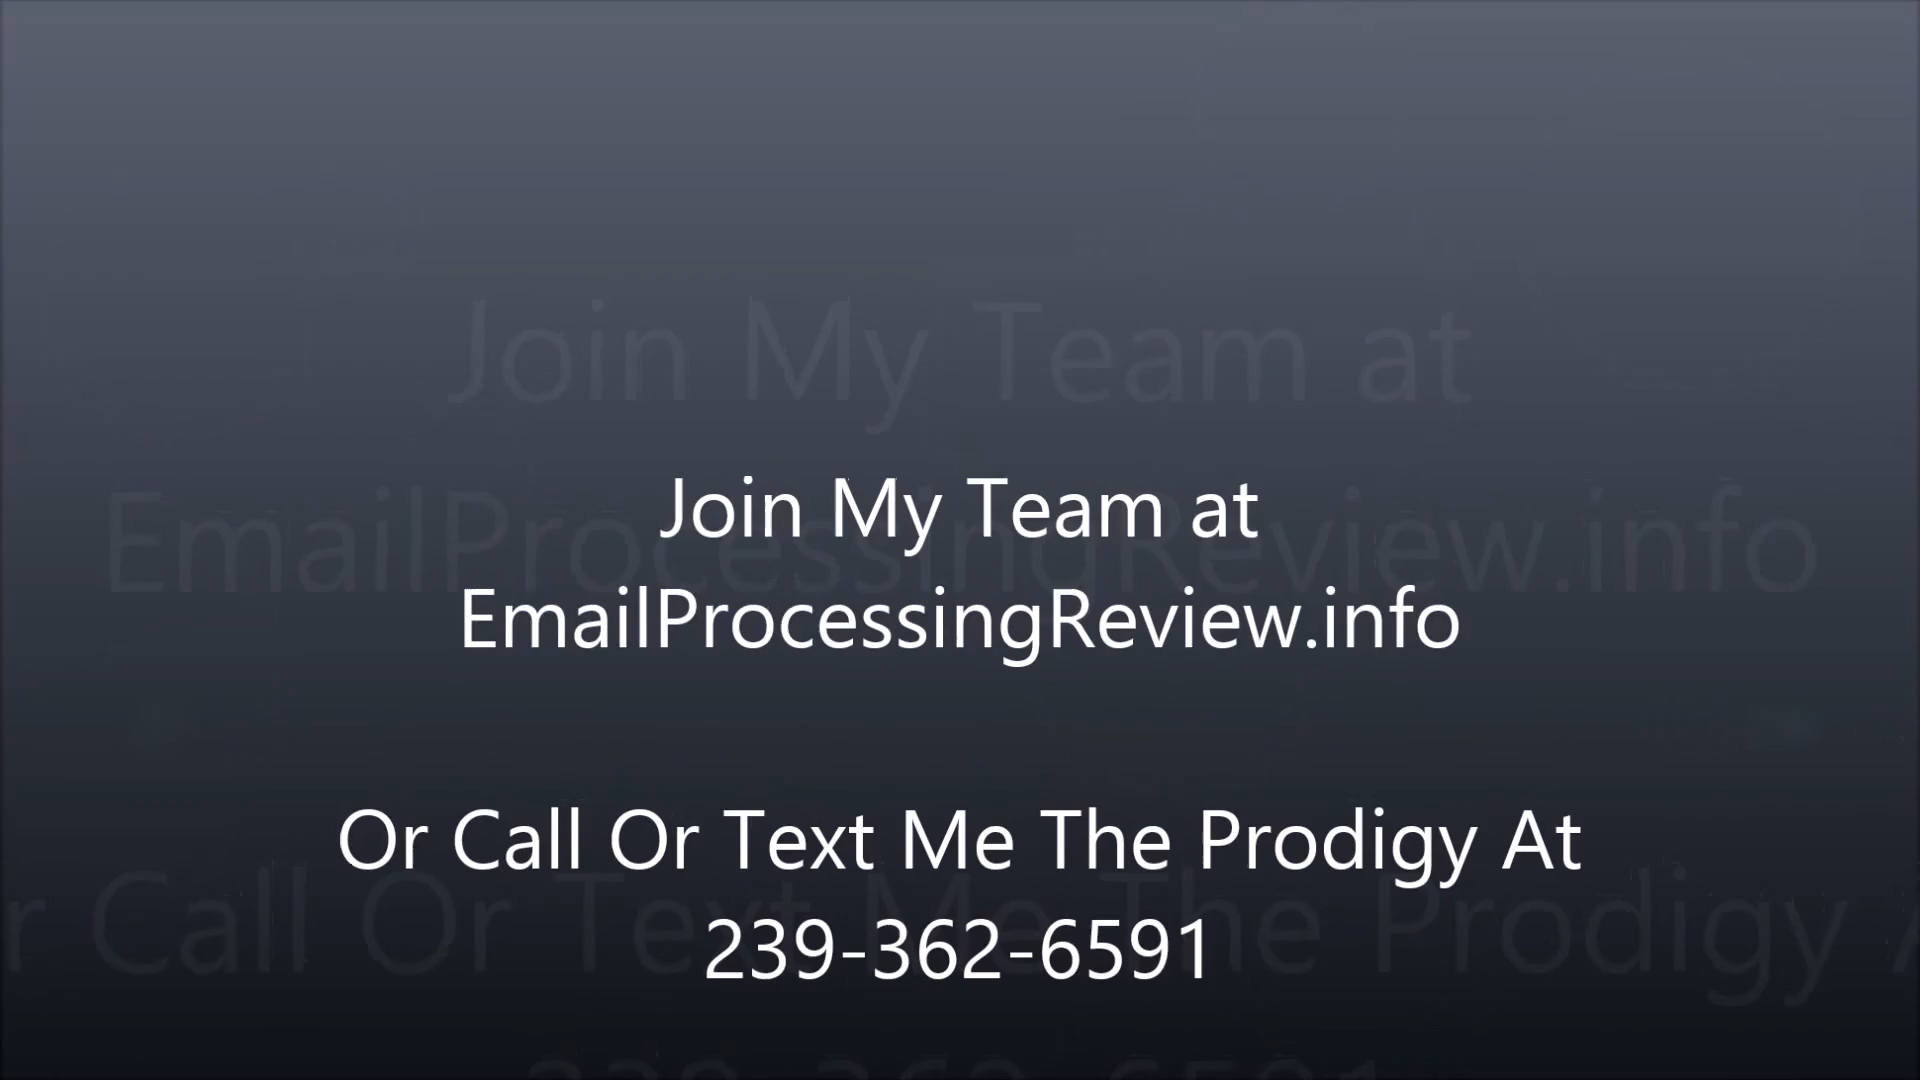 Join My Team at
EmailProcessingReview.info
Or Call Or Text Me The Prodigy At
239-362-6591